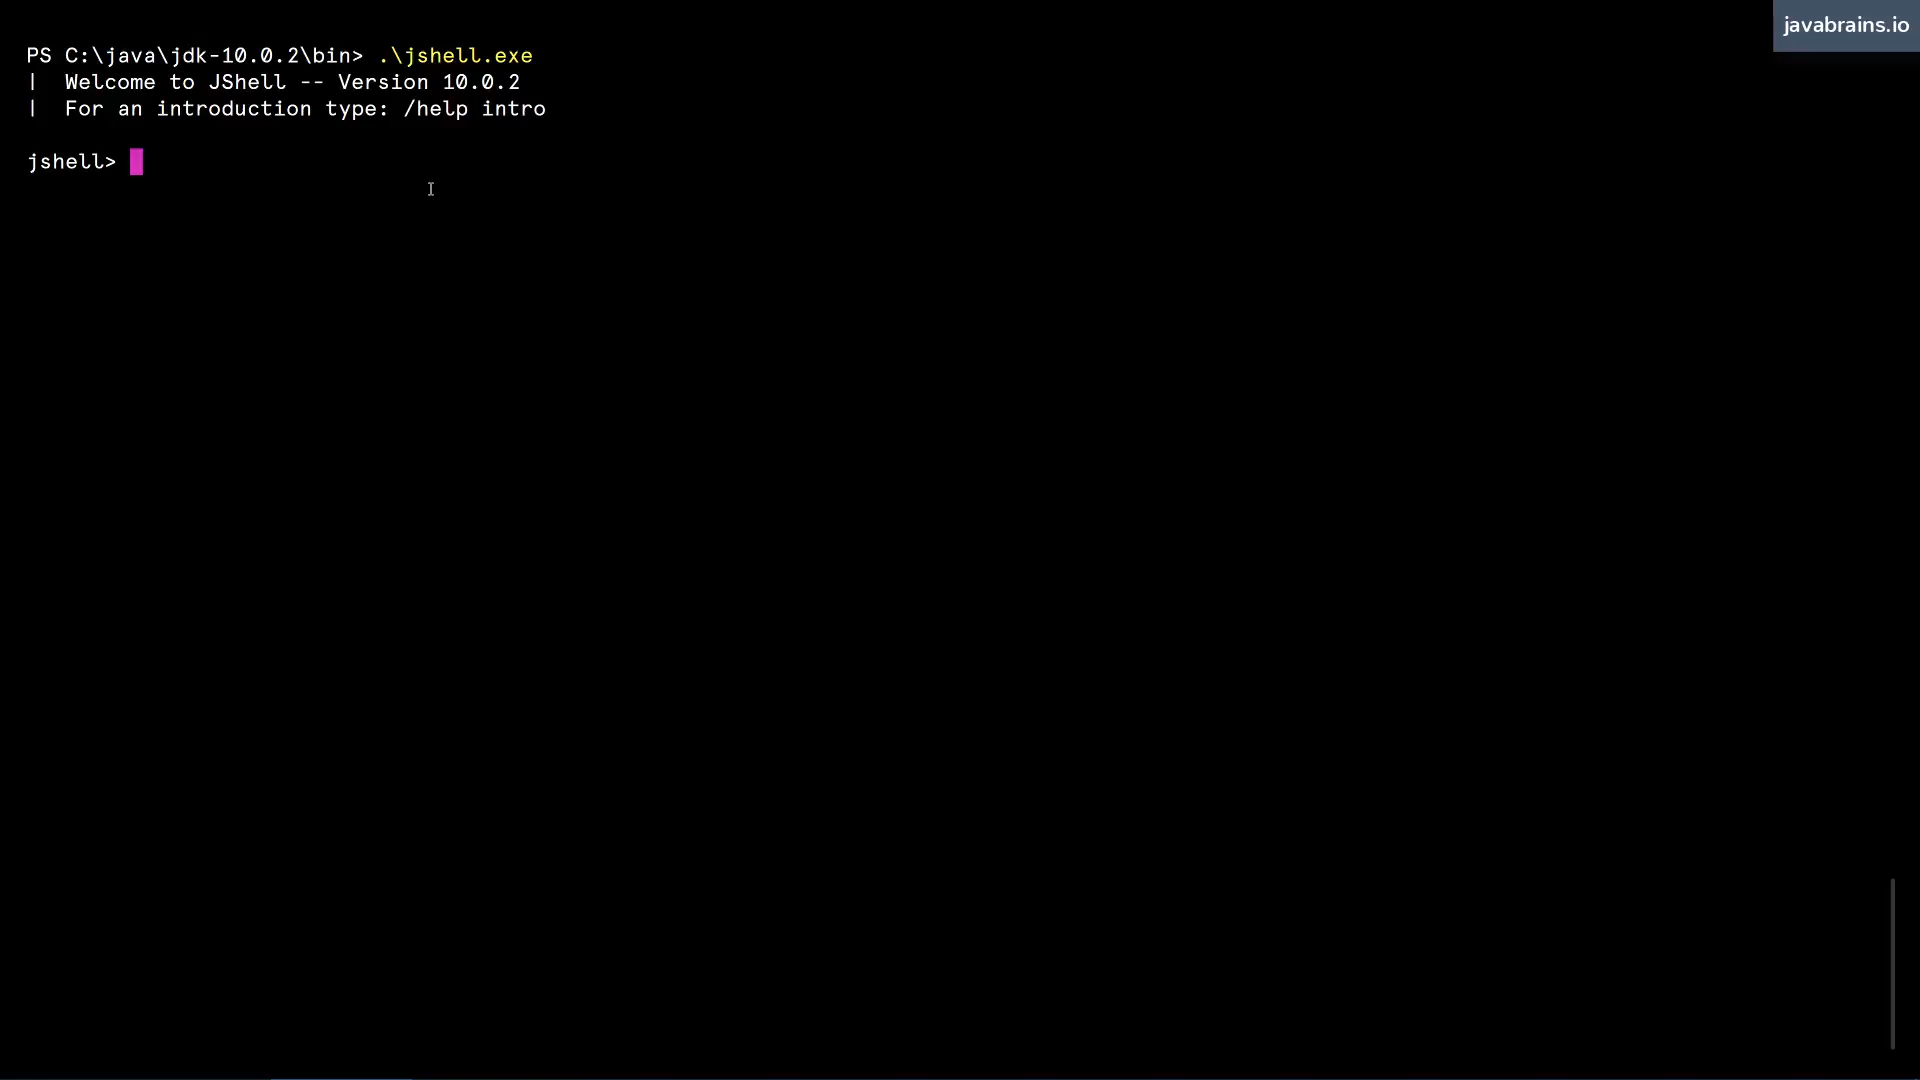 javabrains.io
PS C:\java\jdk-10.0.2\bin> .\jshell.exe
|  Welcome to JShell -- Version 10.0.2
|  For an introduction type: /help intro
jshell>